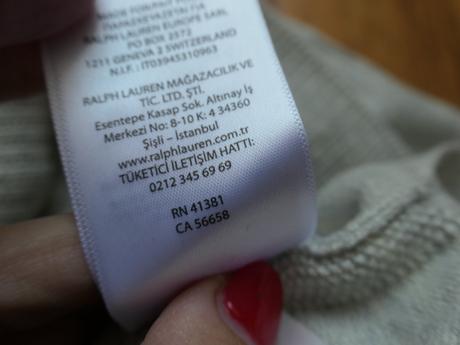 RALPH LAUREN EUROPE SARL
PO BOX 2572
1211 GENEVA 2 SWITZERLAND
N.I.F. : IT03945310963
RALPH LAUREN MAĞAZACILIK VE
TİC. LTD. ŞTİ.
Esentepe Kasap Sok. Altınay İş
Merkezi No: 8-10 K: 4 34360
Şişli – İstanbul
www.ralphlauren.com.tr
TÜKETİCİ İLETİŞİM HATTI:
0212 345 69 69
RN 41381
CA 56658